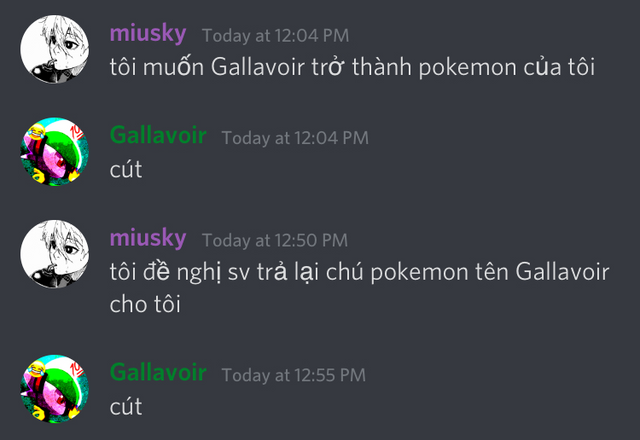 miusky Today at 12:04 PM
tôi muốn Gallavoir trở thành pokemon của tôi
Gallavoir Today at 12:04 PM
cút
miusky Today at 12:50 PM
tôi đề nghị sv trả lại chú pokemon tên Gallavoir
cho tôi
Gallavoir Today at 12:55 PM
cút